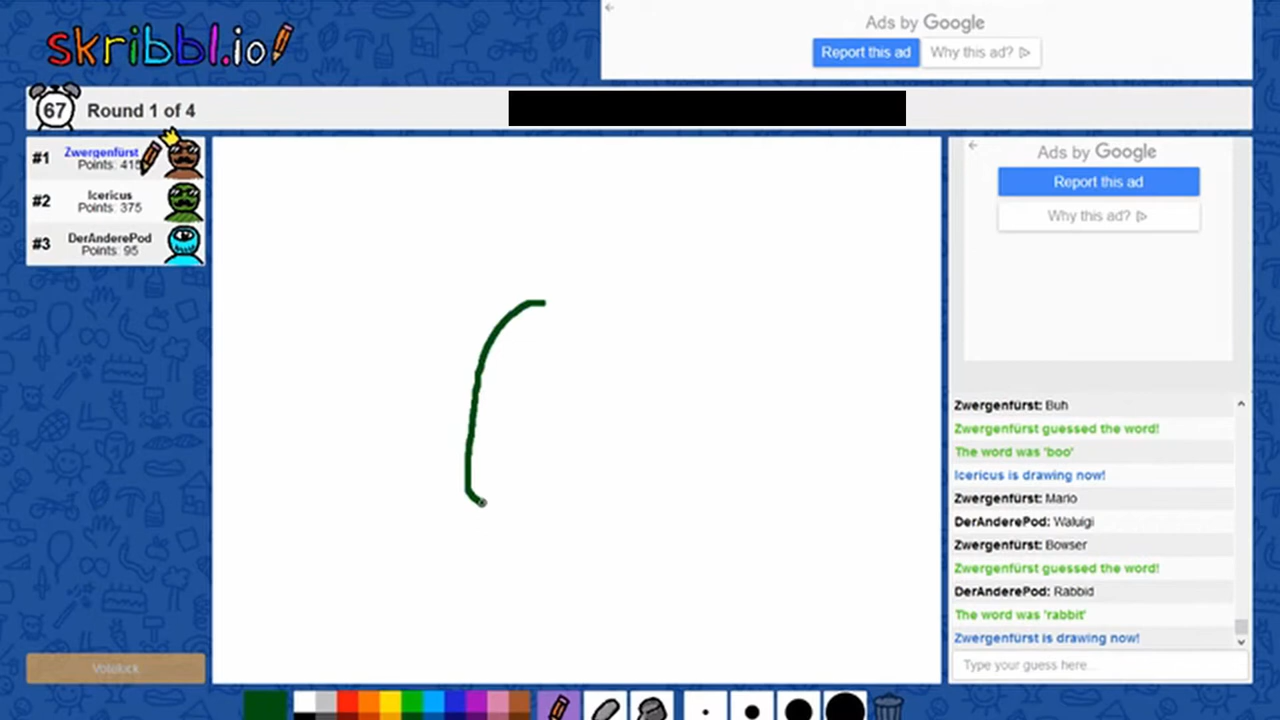 skribbl.io!
Ads by Google
Report this ad
Why this ad?
67
Round 1 of 4
#1
Zwergenfürst
Points: 415
#2
Icericus
Points: 375
#3
DerAnderePod
Points: 95
Votekick
Ads by Google
Report this ad
Why this ad?
Zwergenfürst: Buh
Zwergenfürst guessed the word!
The word was 'boo'
Icericus is drawing now!
Zwergenfürst: Mario
DerAnderePod: Waluigi
Zwergenfürst: Bowser
Zwergenfürst guessed the word!
DerAnderePod: Rabbid
The word was 'rabbit'
Zwergenfürst is drawing now!
Type your guess here...